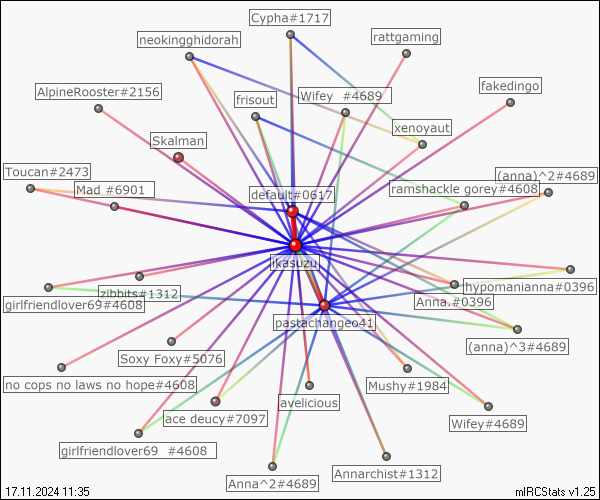 Cypha#1717
neokingghidorah
rattgaming
AlpineRooster#2156
frisout
Wifey  #4689
fakedingo
xenoyaut
Skalman
Toucan#2473
(anna)^2#4689
Mad #6901
default#0617
ramshackle gorey#4608
ikasuzu
zibbits#1312
hypomanianna#0396
girlfriendlover69#4608
Anna.#0396
pastachangeo41
(anna)^3#4689
Soxy Foxy#5076
no cops no laws no hope#4608
Mushy#1984
avelicious
ace deucy#7097
Wifey#4689
girlfriendlover69  #4608
Anna^2#4689
Annarchist#1312
17.11.2024 11:35
mIRCStats v1.25